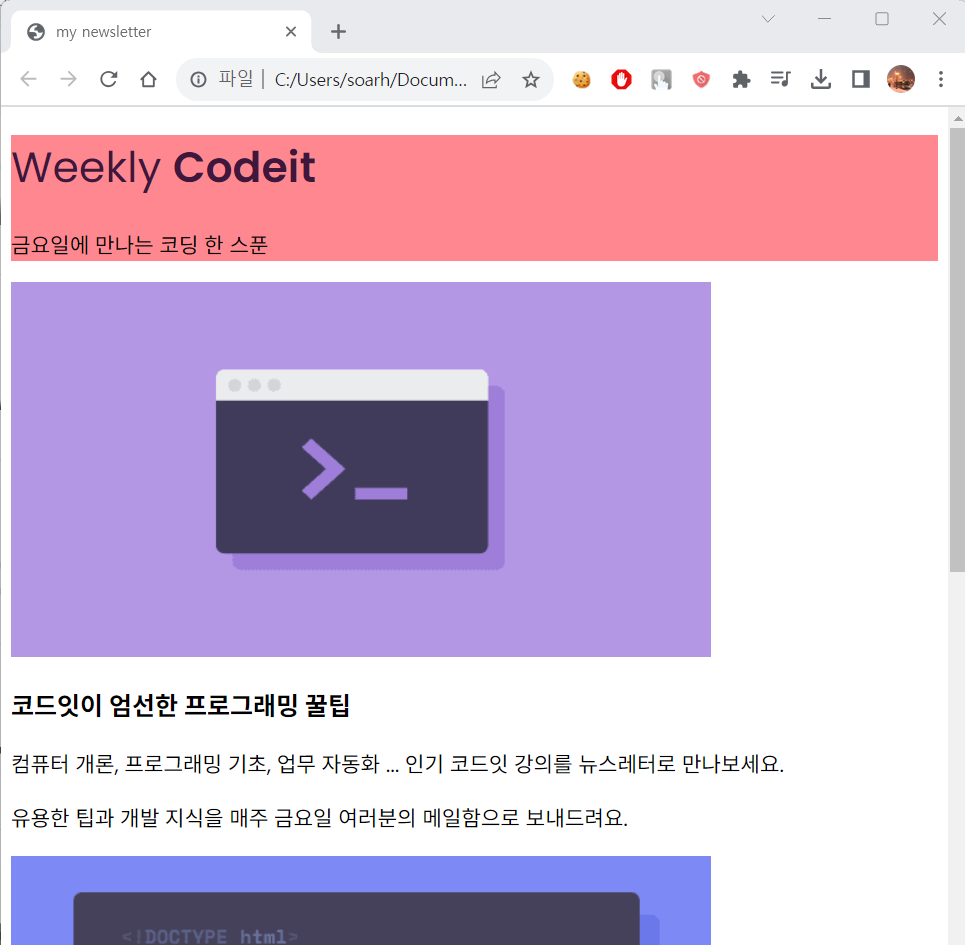 my newsletter
파일 | C:/Users/soarh/Docum...
Weekly Codeit
금요일에 만나는 코딩 한 스푼
>_
코드잇이 엄선한 프로그래밍 꿀팁
컴퓨터 개론, 프로그래밍 기초, 업무 자동화 ... 인기 코드잇 강의를 뉴스레터로 만나보세요.
유용한 팁과 개발 지식을 매주 금요일 여러분의 메일함으로 보내드려요.
<!DOCTYPE html>